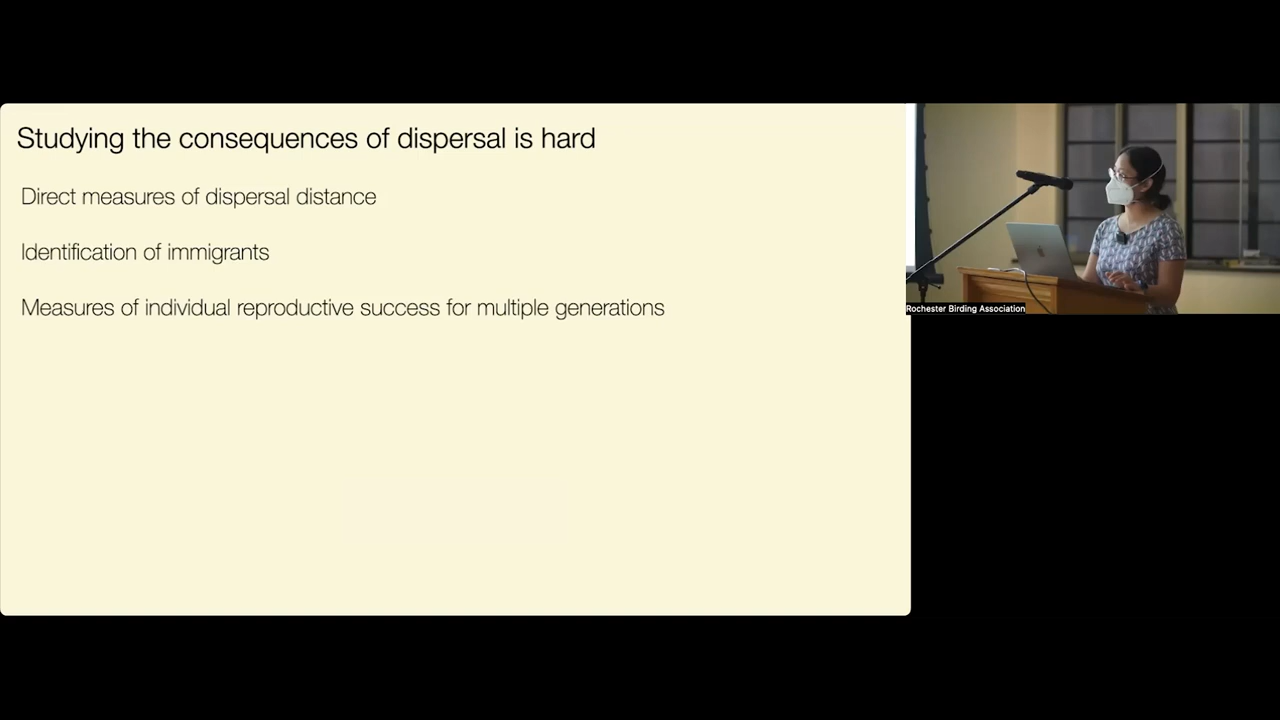 Studying the consequences of dispersal is hard
Direct measures of dispersal distance
Identification of immigrants
Measures of individual reproductive success for multiple generations
Rochester Birding Association